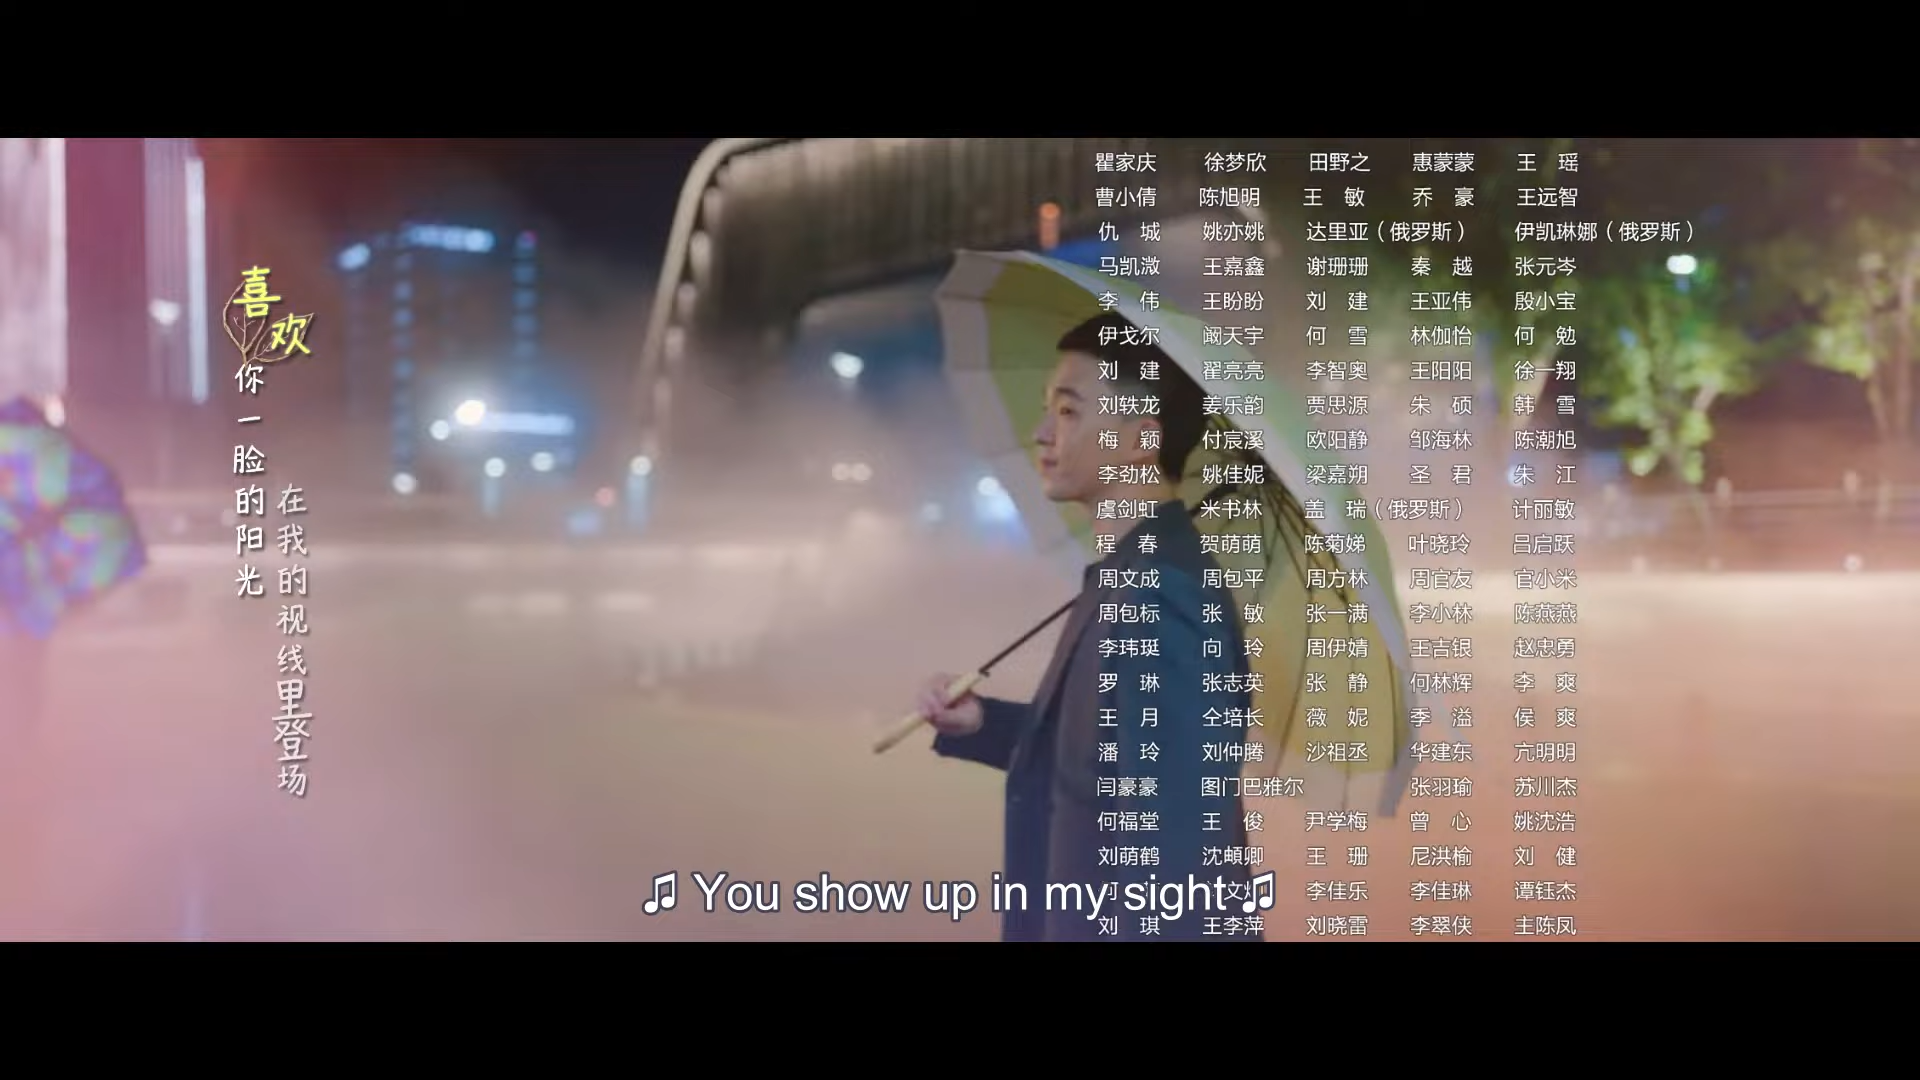 喜欢
你一脸的阳光
在我的视线里登场
瞿家庆 徐梦欣 田野之 惠蒙蒙 王 瑶
曹小倩 陈旭明 王 敏 乔 豪 王远智
仇 城 姚亦姚 达里亚（俄罗斯） 伊凯琳娜（俄罗斯）
马凯溦 王嘉鑫 谢珊珊 秦 越 张元岑
李 伟 王盼盼 刘 建 王亚伟 殷小宝
伊戈尔 阚天宇 何 雪 林伽怡 何 勉
刘 建 翟亮亮 李智奥 王阳阳 徐一翔
刘轶龙 姜乐韵 贾思源 朱 硕 韩 雪
梅 颖 付宸溪 欧阳静 邹海林 陈潮旭
李劲松 姚佳妮 梁嘉朔 圣 君 朱 江
虞剑虹 米书林 盖 瑞（俄罗斯） 计丽敏
程 春 贺萌萌 陈菊娣 叶晓玲 吕启跃
周文成 周包平 周方林 周官友 官小米
周包标 张 敏 张一满 李小林 陈燕燕
李玮珽 向 玲 周伊婧 王吉银 赵忠勇
罗 琳 张志英 张 静 何林辉 李 爽
王 月 仝培长 薇 妮 季 溢 侯 爽
潘 玲 刘仲腾 沙祖丞 华建东 亢明明
闫豪豪 图门巴雅尔 张羽瑜 苏川杰
何福堂 王 俊 尹学梅 曾 心 姚沈浩
刘萌鹤 沈頔卿 王 珊 尼洪榆 刘 健
李佳乐 李佳琳 谭钰杰
♫ You show up in my sight ♫
刘 琪 王李萍 刘晓雷 李翠侠 主陈凤